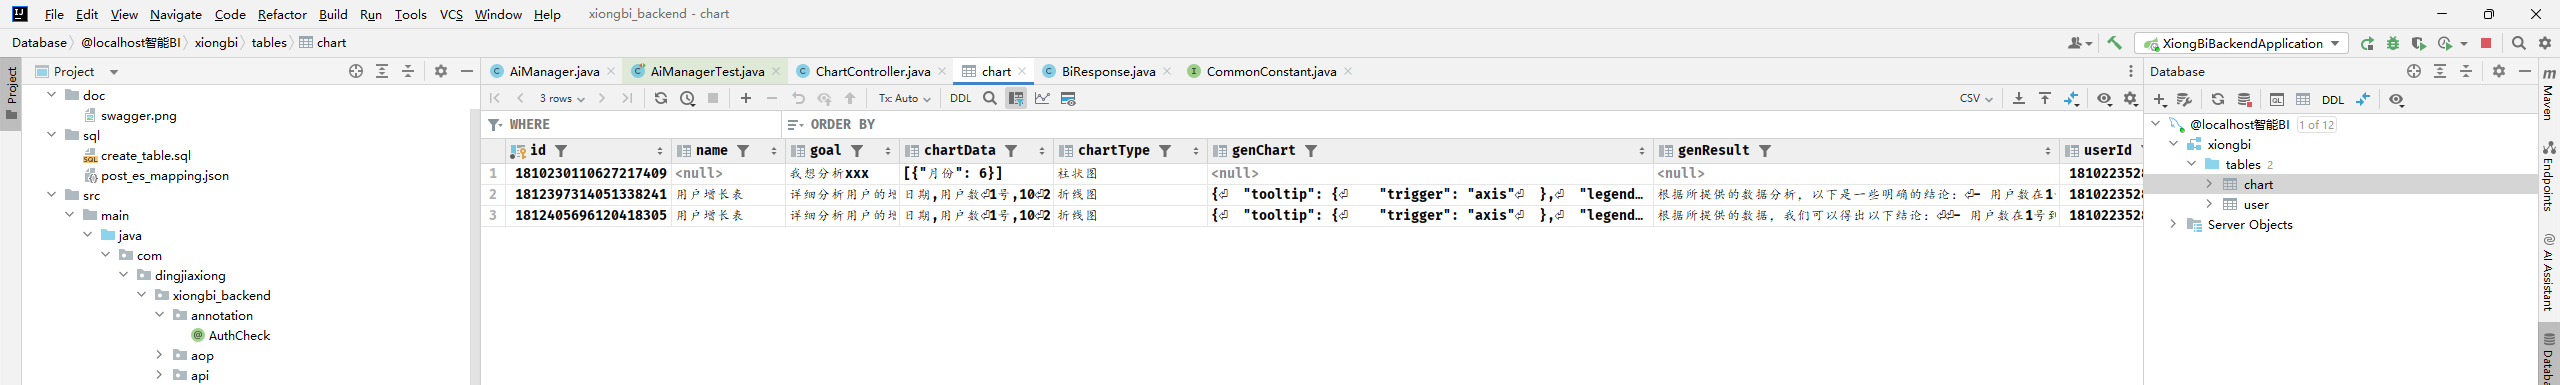 File Edit View Navigate Code Refactor Build Run Tools VCS Window Help xiongbi_backend - chart
Database @localhost智能BI xiongbi tables chart XiongBiBackendApplication
Project AiManager.java AiManagerTest.java ChartController.java chart BiResponse.java CommonConstant.java Database
3 rows Tx: Auto DDL CSV DDL
WHERE ORDER BY
id name goal chartData chartType genChart genResult userId
1 1810230110627217409 <null> 我想分析xxx [{"月份": 6}] 柱状图 <null> <null> 181022352
2 1812397314051338241 用户增长表 详细分析用户的 日期,用户数⏎1号,10⏎2 折线图 {⏎ "tooltip": {⏎ "trigger": "axis"⏎ },⏎ "legend… 根据所提供的数据分析，以下是一些明确的结论：⏎- 用户数在1 181022352
3 1812405696120418305 用户增长表 详细分析用户的 日期,用户数⏎1号,10⏎2 折线图 {⏎ "tooltip": {⏎ "trigger": "axis"⏎ },⏎ "legend… 根据所提供的数据，我们可以得出以下结论：⏎⏎- 用户数在1号到 181022352
Project
doc
swagger.png
sql
create_table.sql
post_es_mapping.json
src
main
java
com
dingjiaxiong
xiongbi_backend
annotation
AuthCheck
aop
api
@localhost智能BI 1 of 12
xiongbi
tables 2
chart
user
Server Objects
Maven
Endpoints
AI Assistant